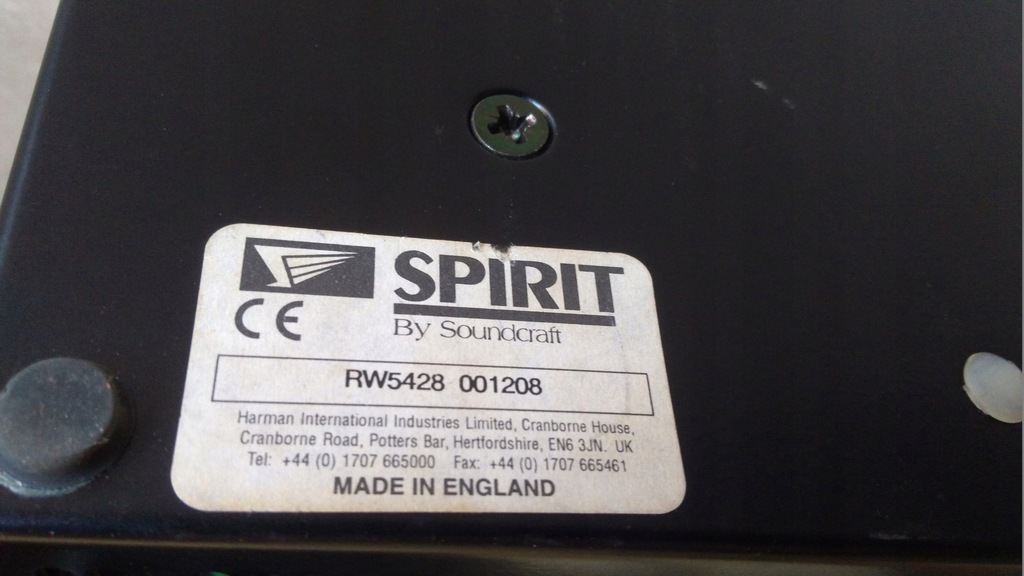 SPIRIT
CE
By Soundcraft
RW5428 001208
Harman International Industries Limited, Cranborne House,
Cranborne Road, Potters Bar, Hertfordshire, EN6 3JN. UK
Tel: +44 (0) 1707 665000 Fax: +44 (0) 1707 665461
MADE IN ENGLAND